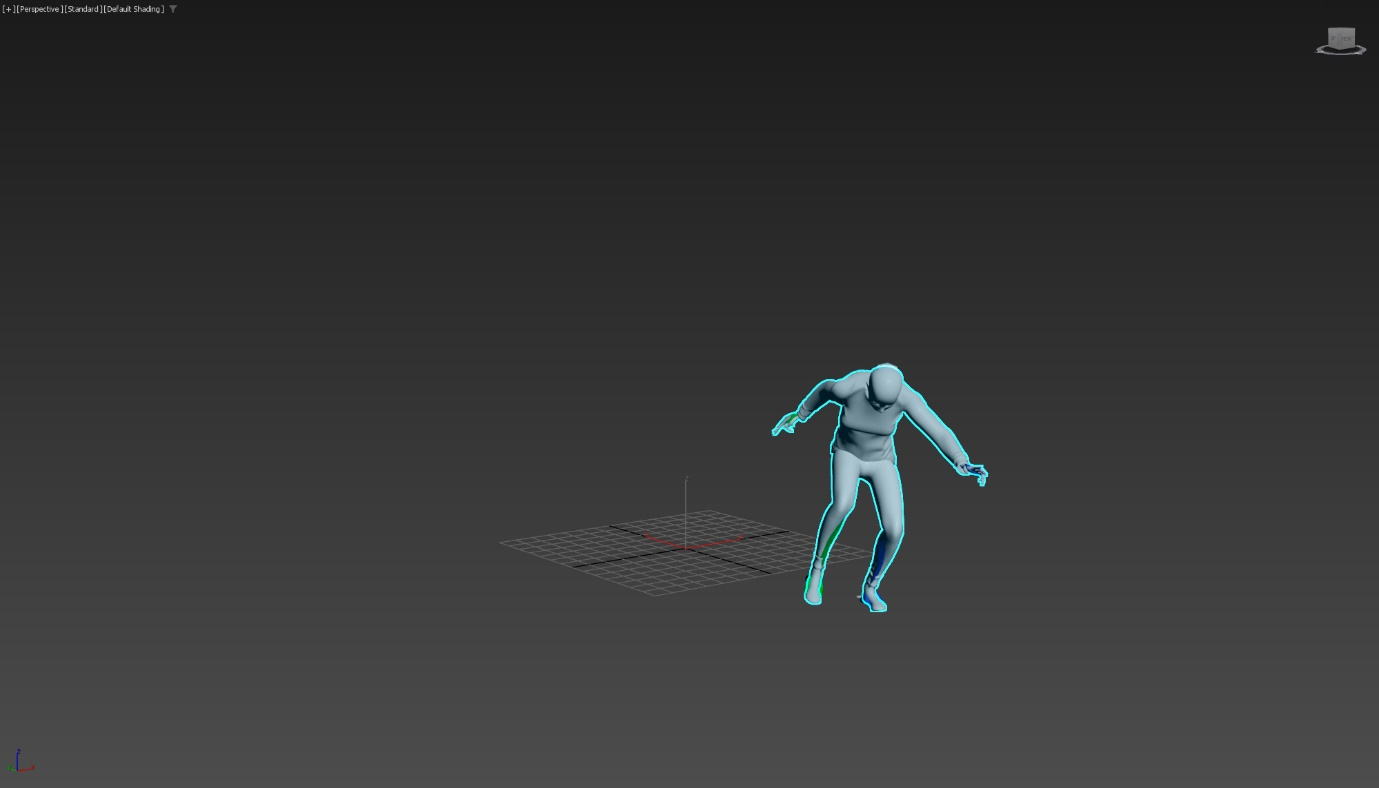 [+] [Perspective ] [Standard ] [Default Shading ]